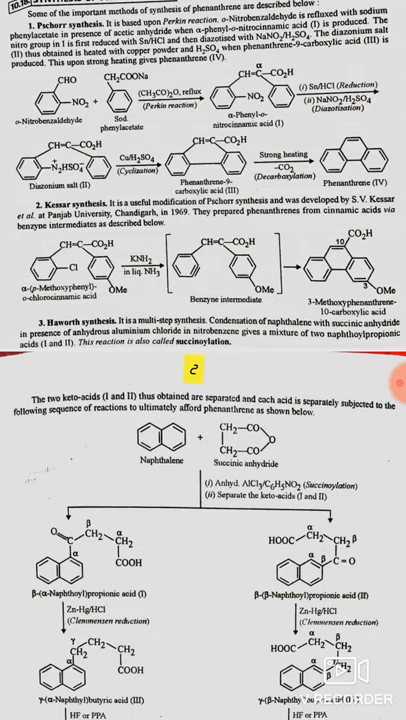 Some of the important methods of synthesis of phenanthrene are described below :
1. Pschorr synthesis. It is based upon Perkin reaction. o-Nitrobenzaldehyde is refluxed with sodium
phenylacetate in presence of acetic anhydride when α-phenyl-o-nitrocinnamic acid (I) is produced. The
nitro group in I is first reduced with Sn/HCl and then diazotised with NaNO2/H2SO4. The diazonium salt
(II) thus obtained is heated with copper powder and H2SO4 when phenanthrene-9-carboxylic acid (III) is
produced. This upon strong heating gives phenanthrene (IV).
CHO
NO2
+
CH2COONa
(CH3CO)2O, reflux
(Perkin reaction)
α
CH=C—CO2H
NO2
(i) Sn/HCl (Reduction)
(ii) NaNO2/H2SO4
(Diazotisation)
o-Nitrobenzaldehyde
Sod.
phenylacetate
α-Phenyl-o-
nitrocinnamic acid (I)
CH=C—CO2H
+
N2HSO4
Diazonium salt (II)
Cu/H2SO4
(Cyclization)
CH=C—CO2H
Phenanthrene-9-
carboxylic acid (III)
Strong heating
–CO2
(Decarboxylation)
Phenanthrene (IV)
2. Kessar synthesis. It is a useful modification of Pschorr synthesis and was developed by S.V. Kessar
et al. at Panjab University, Chandigarh, in 1969. They prepared phenanthrenes from cinnamic acids via
benzyne intermediates as described below.
CH=C—CO2H
Cl
OMe
α-(p-Methoxyphenyl)-
o-chlorocinnamic acid
KNH2
in liq. NH3
CH=C—CO2H
OMe
Benzyne intermediate
CO2H
10
3
OMe
3-Methoxyphenanthrene-
10-carboxylic acid
3. Haworth synthesis. It is a multi-step synthesis. Condensation of naphthalene with succinic anhydride
in presence of anhydrous aluminium chloride in nitrobenzene gives a mixture of two naphthoylpropionic
acids (I and II). This reaction is also called succinoylation.
2
The two keto-acids (I and II) thus obtained are separated and each acid is separately subjected to the
following sequence of reactions to ultimately afford phenanthrene as shown below.
Naphthalene
+
CH2—CO
O
CH2—CO
Succinic anhydride
(i) Anhyd. AlCl3/C6H5NO2 (Succinoylation)
(ii) Separate the keto-acids (I and II)
O
C
β
CH2
α
CH2
COOH
α
β-(α-Naphthoyl)propionic acid (I)
HOOC
α
CH2
CH2 β
C=O
α β
β-(β-Naphthoyl)propionic acid (II)
Zn-Hg/HCl
(Clemmensen reduction)
Zn-Hg/HCl
(Clemmensen reduction)
γ
CH2
CH2
CH2
COOH
α
γ-(α-Naphthyl)butyric acid (III)
HOOC
α
CH2
β
CH2
γ-(β-Naphthy
HF or PPA
HF or PPA
RECORDER